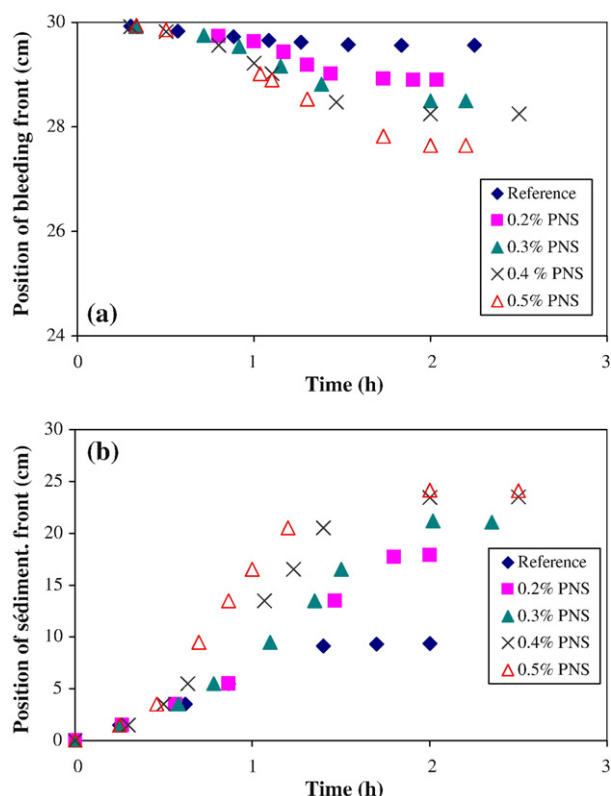 30
28
26
24
Position of bleeding front (cm)
(a)
Reference
0.2% PNS
0.3% PNS
0.4 % PNS
0.5% PNS
0 1 2 3
Time (h)
30
25
20
15
10
5
0
Position of sédiment. front (cm)
(b)
Reference
0.2% PNS
0.3% PNS
0.4% PNS
0.5% PNS
0 1 2 3
Time (h)